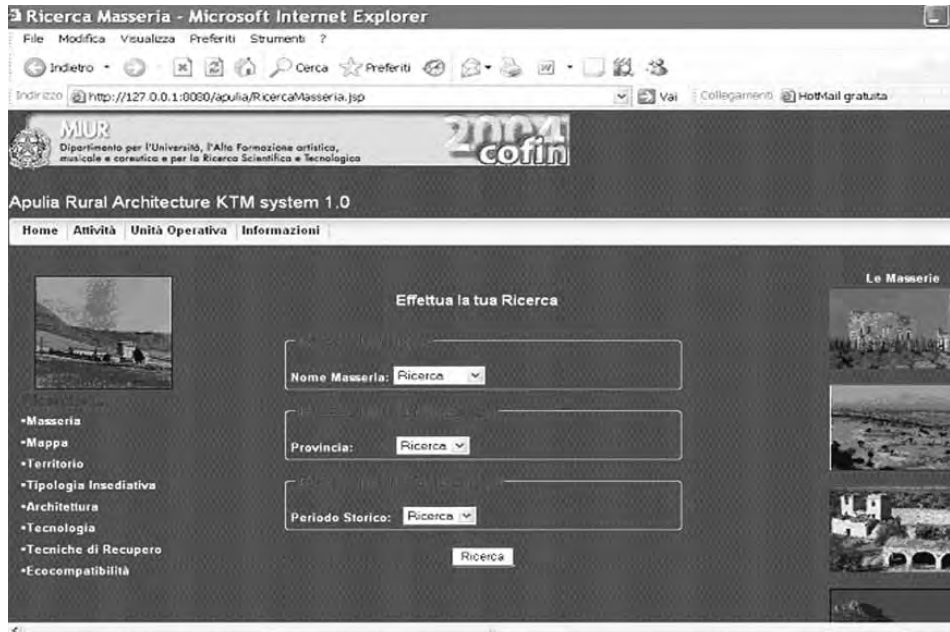 Ricerca Masseria - Microsoft Internet Explorer
File Modifica Visualizza Preferiti Strumenti ?
Indietro Cerca Preferiti
Indirizzo http://127.0.0.1:8080/apulia/RicercaMasseria.jsp Vai Collegamenti HotMail gratuita
MIUR
Dipartimento per l'Università, l'Alta Formazione artistica,
musicale e coreutica e per la Ricerca Scientifica e Tecnologica
2004
cofin
Apulia Rural Architecture KTM system 1.0
Home Attività Unità Operativa Informazioni
Le Masserie
Effettua la tua Ricerca
Nome Masseria: Ricerca
Provincia: Ricerca
Periodo Storico: Ricerca
Ricerca
•Masseria
•Mappa
•Territorio
•Tipologia Insediativa
•Architettura
•Tecnologia
•Tecniche di Recupero
•Ecocompatibilità